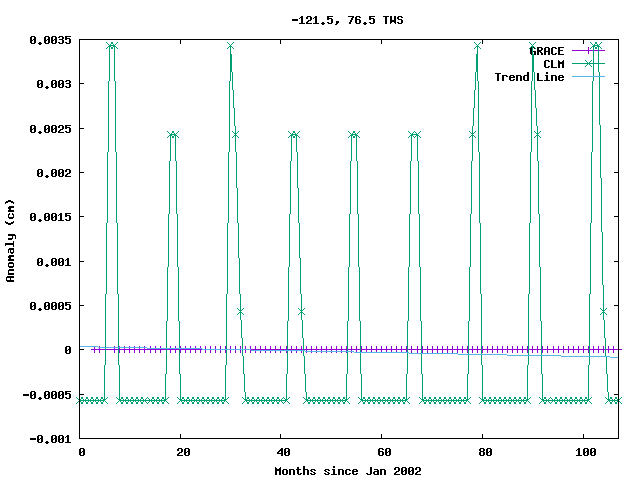 -121.5, 76.5 TWS
0.0035
0.003
0.0025
0.002
0.0015
0.001
0.0005
0
-0.0005
-0.001
Anomaly (cm)
GRACE
CLM
Trend Line
0 20 40 60 80 100
Months since Jan 2002